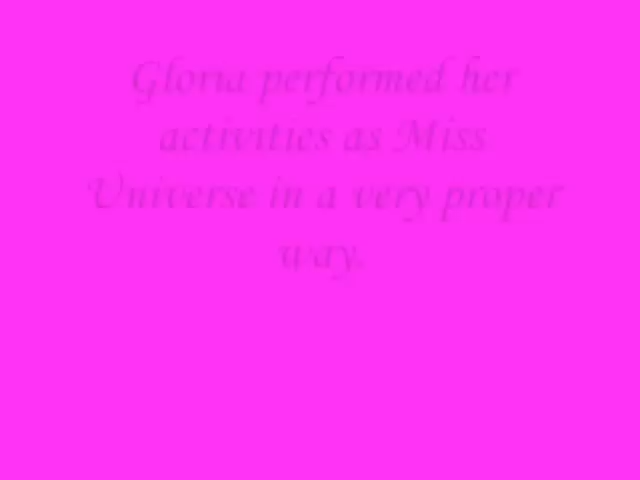 Gloria performed her
activities as Miss
Universe in a very proper
way.